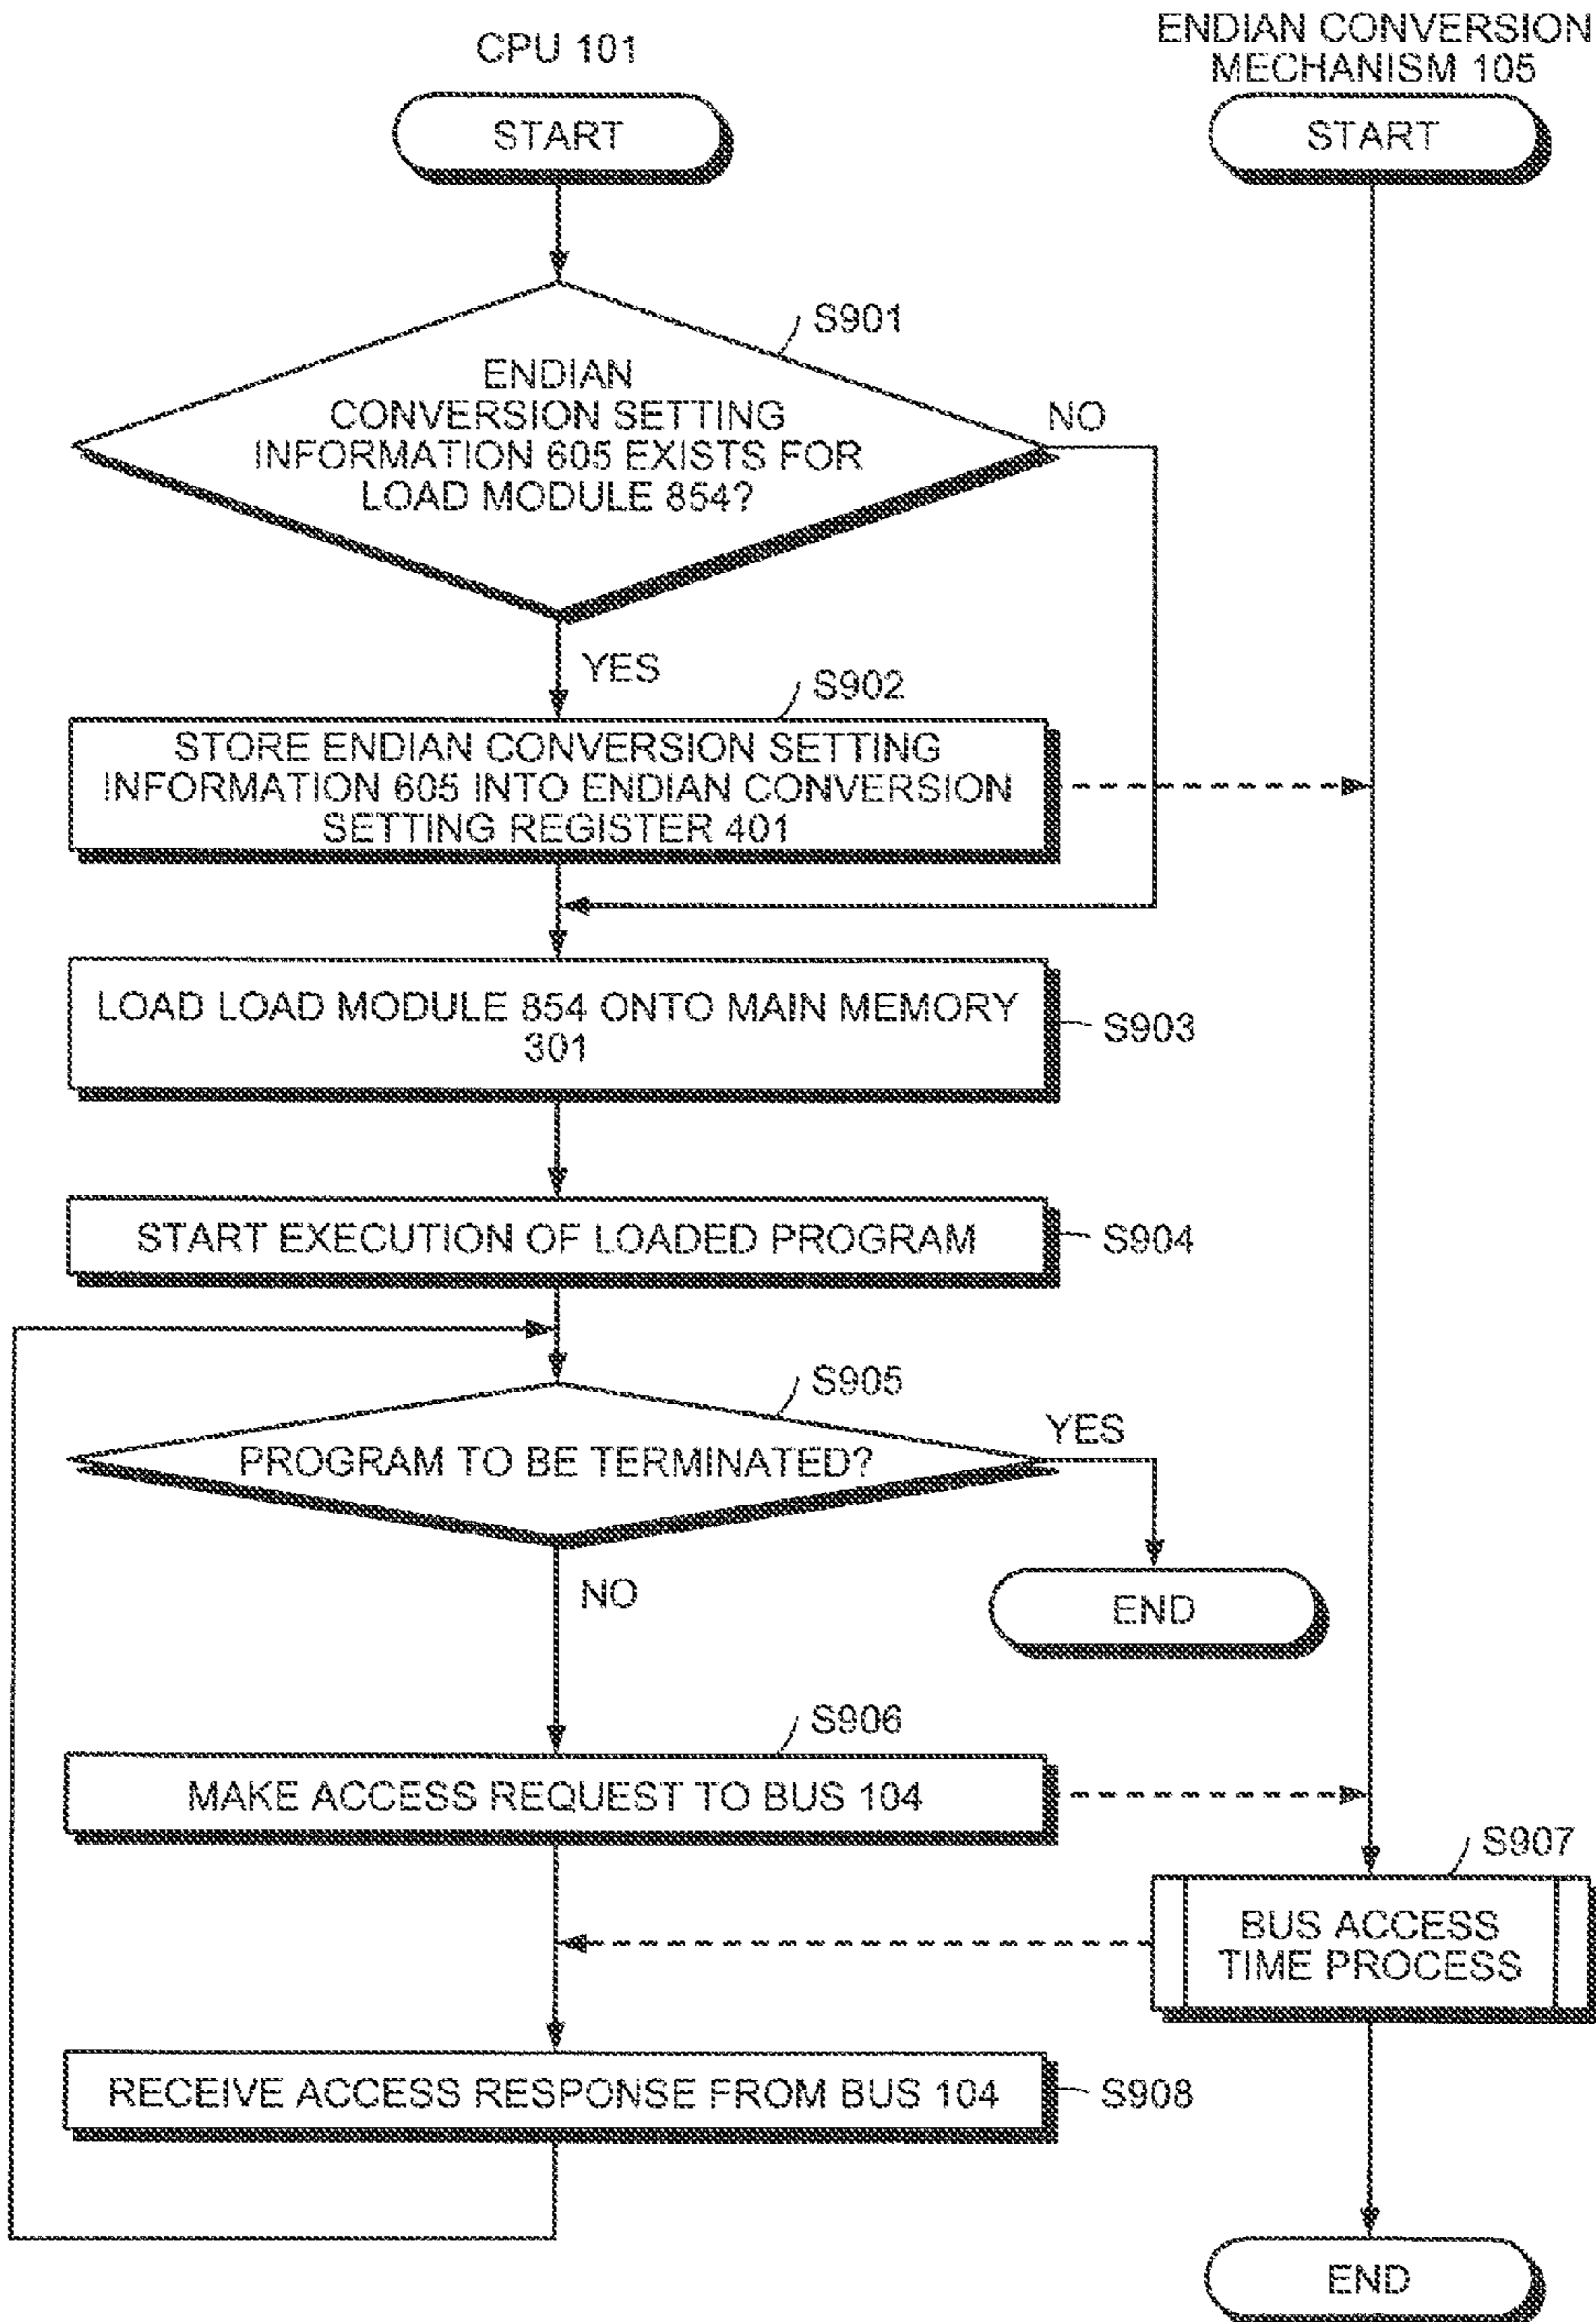 CPU 101
ENDIAN CONVERSION
MECHANISM 105
START
START
S901
ENDIAN
CONVERSION SETTING
INFORMATION 605 EXISTS FOR
LOAD MODULE 854?
NO
YES
S902
STORE ENDIAN CONVERSION SETTING
INFORMATION 605 INTO ENDIAN CONVERSION
SETTING REGISTER 401
LOAD LOAD MODULE 854 ONTO MAIN MEMORY
301
S903
START EXECUTION OF LOADED PROGRAM
S904
S905
PROGRAM TO BE TERMINATED?
YES
NO
END
S906
MAKE ACCESS REQUEST TO BUS 104
S907
BUS ACCESS
TIME PROCESS
RECEIVE ACCESS RESPONSE FROM BUS 104
S908
END